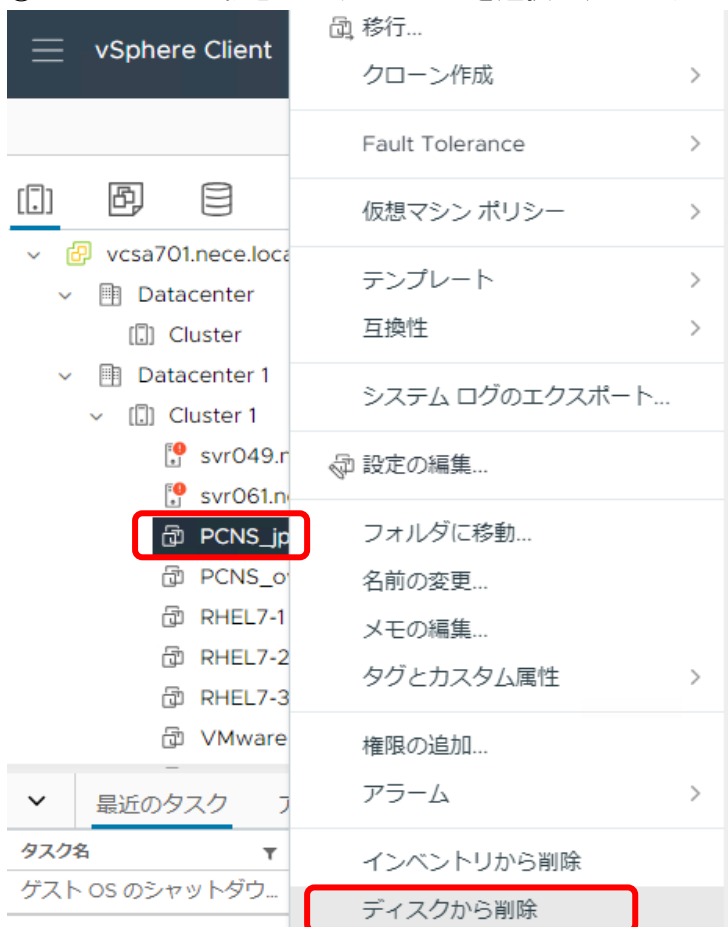 vSphere Client
vcsa701.nece.loca
Datacenter
Cluster
Datacenter 1
Cluster 1
svr049.r
svr061.n
PCNS_jp
PCNS_o
RHEL7-1
RHEL7-2
RHEL7-3
VMware
最近のタスク
タスク名
ゲスト OS のシャットダウ...
移行...
クローン作成
Fault Tolerance
仮想マシン ポリシー
テンプレート
互換性
システム ログのエクスポート...
設定の編集...
フォルダに移動...
名前の変更...
メモの編集...
タグとカスタム属性
権限の追加...
アラーム
インベントリから削除
ディスクから削除